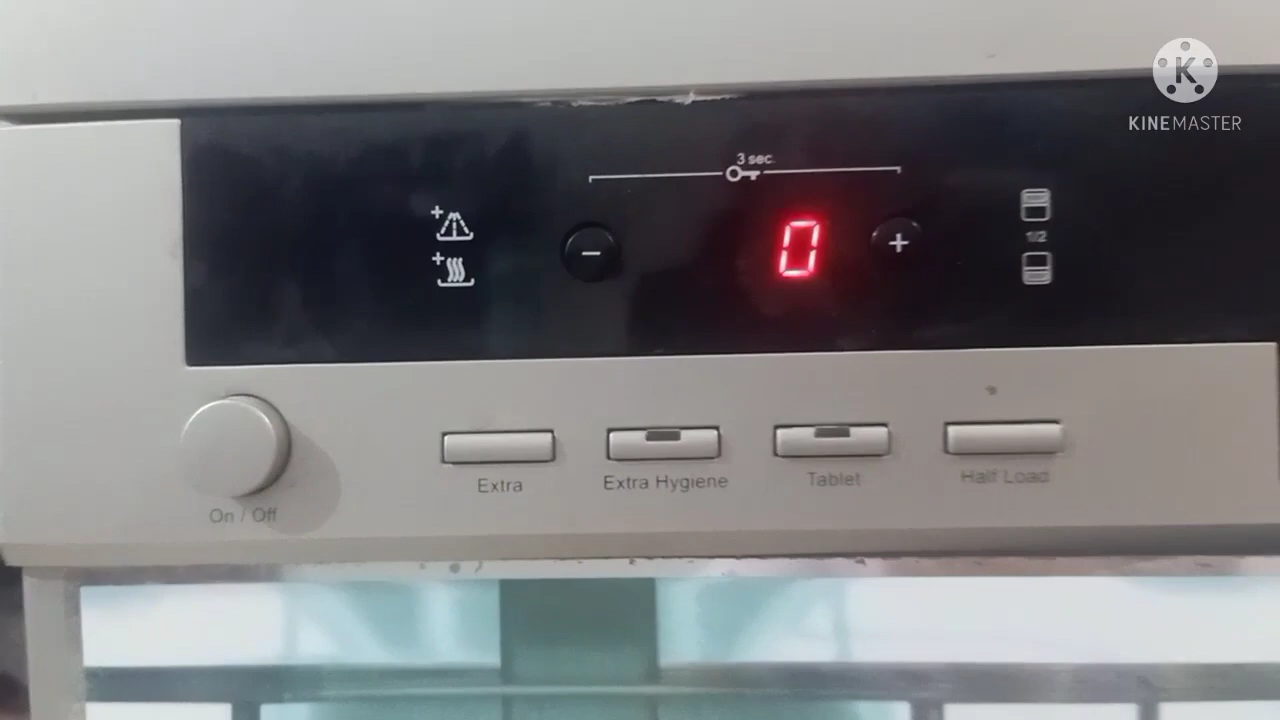 K
KINEMASTER
3 sec.
−
0
+
1/2
Extra
Extra Hygiene
Tablet
Half Load
On / Off